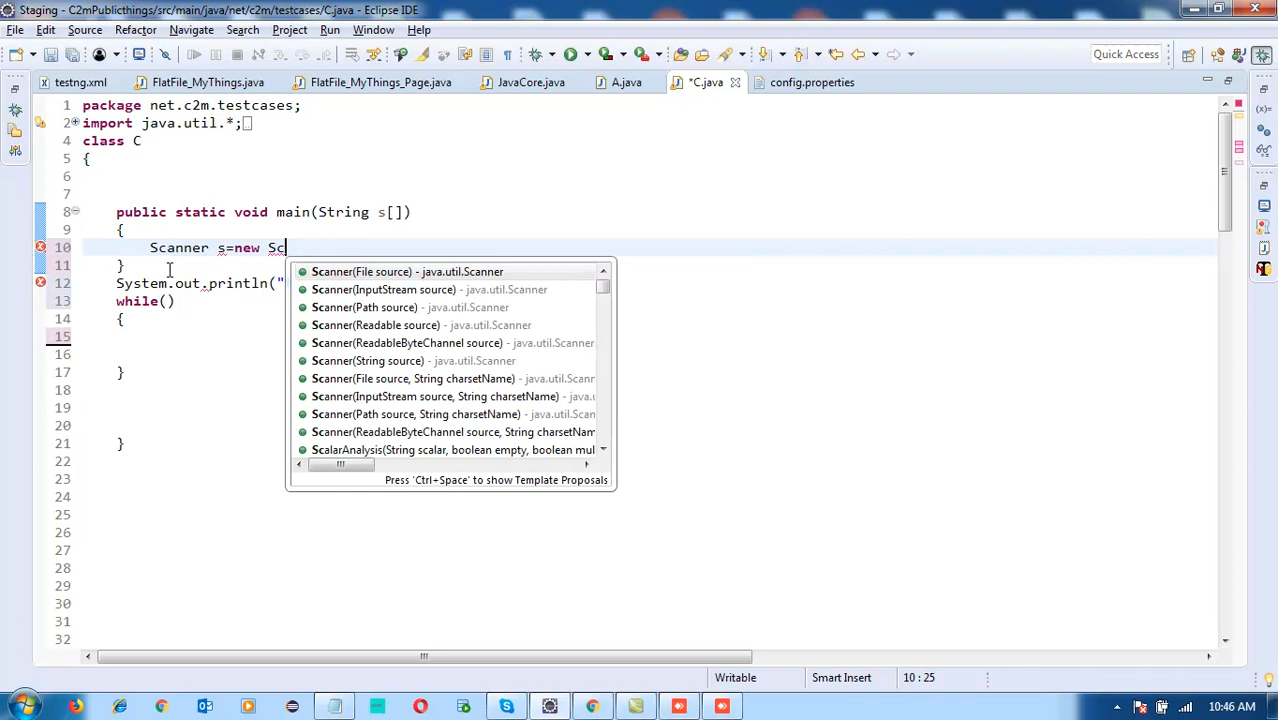 Staging - C2mPublicthings/src/main/java/net/c2m/testcases/C.java - Eclipse IDE
File Edit Source Refactor Navigate Search Project Run Window Help
Quick Access
testng.xml FlatFile_MyThings.java FlatFile_MyThings_Page.java JavaCore.java A.java *C.java config.properties
1 package net.c2m.testcases;
2 import java.util.*;
4 class C
5 {
6
7
8 public static void main(String s[])
9 {
10 Scanner s=new Sc
11 }
12 System.out.println("
13 while()
14 {
15
16
17 }
18
19
20
21 }
22
23
24
25
26
27
28
29
30
31
32
Scanner(File source) - java.util.Scanner
Scanner(InputStream source) - java.util.Scanner
Scanner(Path source) - java.util.Scanner
Scanner(Readable source) - java.util.Scanner
Scanner(ReadableByteChannel source) - java.util.Scanner
Scanner(String source) - java.util.Scanner
Scanner(File source, String charsetName) - java.util.Scann
Scanner(InputStream source, String charsetName) - java.u
Scanner(Path source, String charsetName) - java.util.Scan
Scanner(ReadableByteChannel source, String charsetName
ScalarAnalysis(String scalar, boolean empty, boolean mul
Press 'Ctrl+Space' to show Template Proposals
Writable Smart Insert 10 : 25
10:46 AM